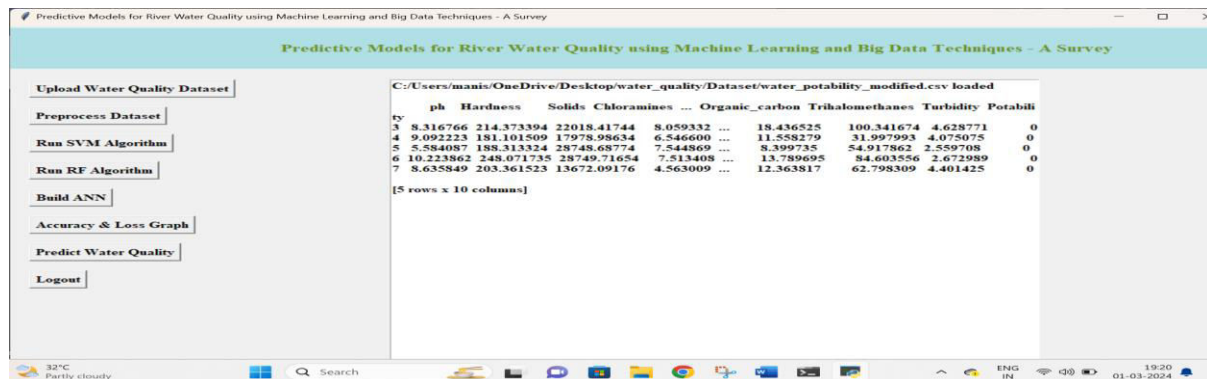 Predictive Models for River Water Quality using Machine Learning and Big Data Techniques - A Survey
Predictive Models for River Water Quality using Machine Learning and Big Data Techniques - A Survey
Upload Water Quality Dataset
Preprocess Dataset
Run SVM Algorithm
Run RF Algorithm
Build ANN
Accuracy & Loss Graph
Predict Water Quality
Logout
C:/Users/manis/OneDrive/Desktop/water_quality/Dataset/water_potability_modified.csv loaded
ph Hardness Solids Chloramines ... Organic_carbon Trihalomethanes Turbidity Potabili
ty
3 8.316766 214.373394 22018.41744 8.059332 ... 18.436525 100.341674 4.628771 0
4 9.092223 181.101509 17978.98634 6.546600 ... 11.558279 31.997993 4.075075 0
5 5.584087 188.313324 28748.68774 7.544869 ... 8.399735 54.917862 2.559708 0
6 10.223862 248.071735 28749.71654 7.513408 ... 13.789695 84.603556 2.672989 0
7 8.635849 203.361523 13672.09176 4.563009 ... 12.363817 62.798309 4.401425 0
[5 rows x 10 columns]
32°C
Partly cloudy
Search
ENG
IN
19:20
01-03-2024